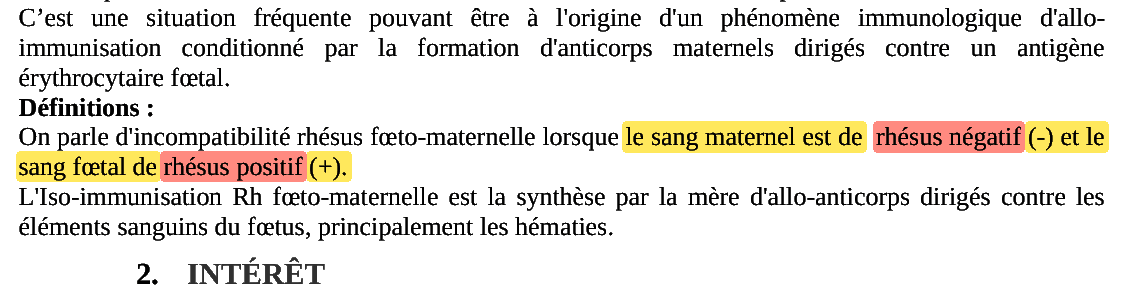 C’est une situation fréquente pouvant être à l'origine d'un phénomène immunologique d'allo-
immunisation conditionné par la formation d'anticorps maternels dirigés contre un antigène
érythrocytaire fœtal.
Définitions :
On parle d'incompatibilité rhésus fœto-maternelle lorsque le sang maternel est de rhésus négatif (-) et le
sang fœtal de rhésus positif (+).
L'Iso-immunisation Rh fœto-maternelle est la synthèse par la mère d'allo-anticorps dirigés contre les
éléments sanguins du fœtus, principalement les hématies.
2. INTÉRÊT